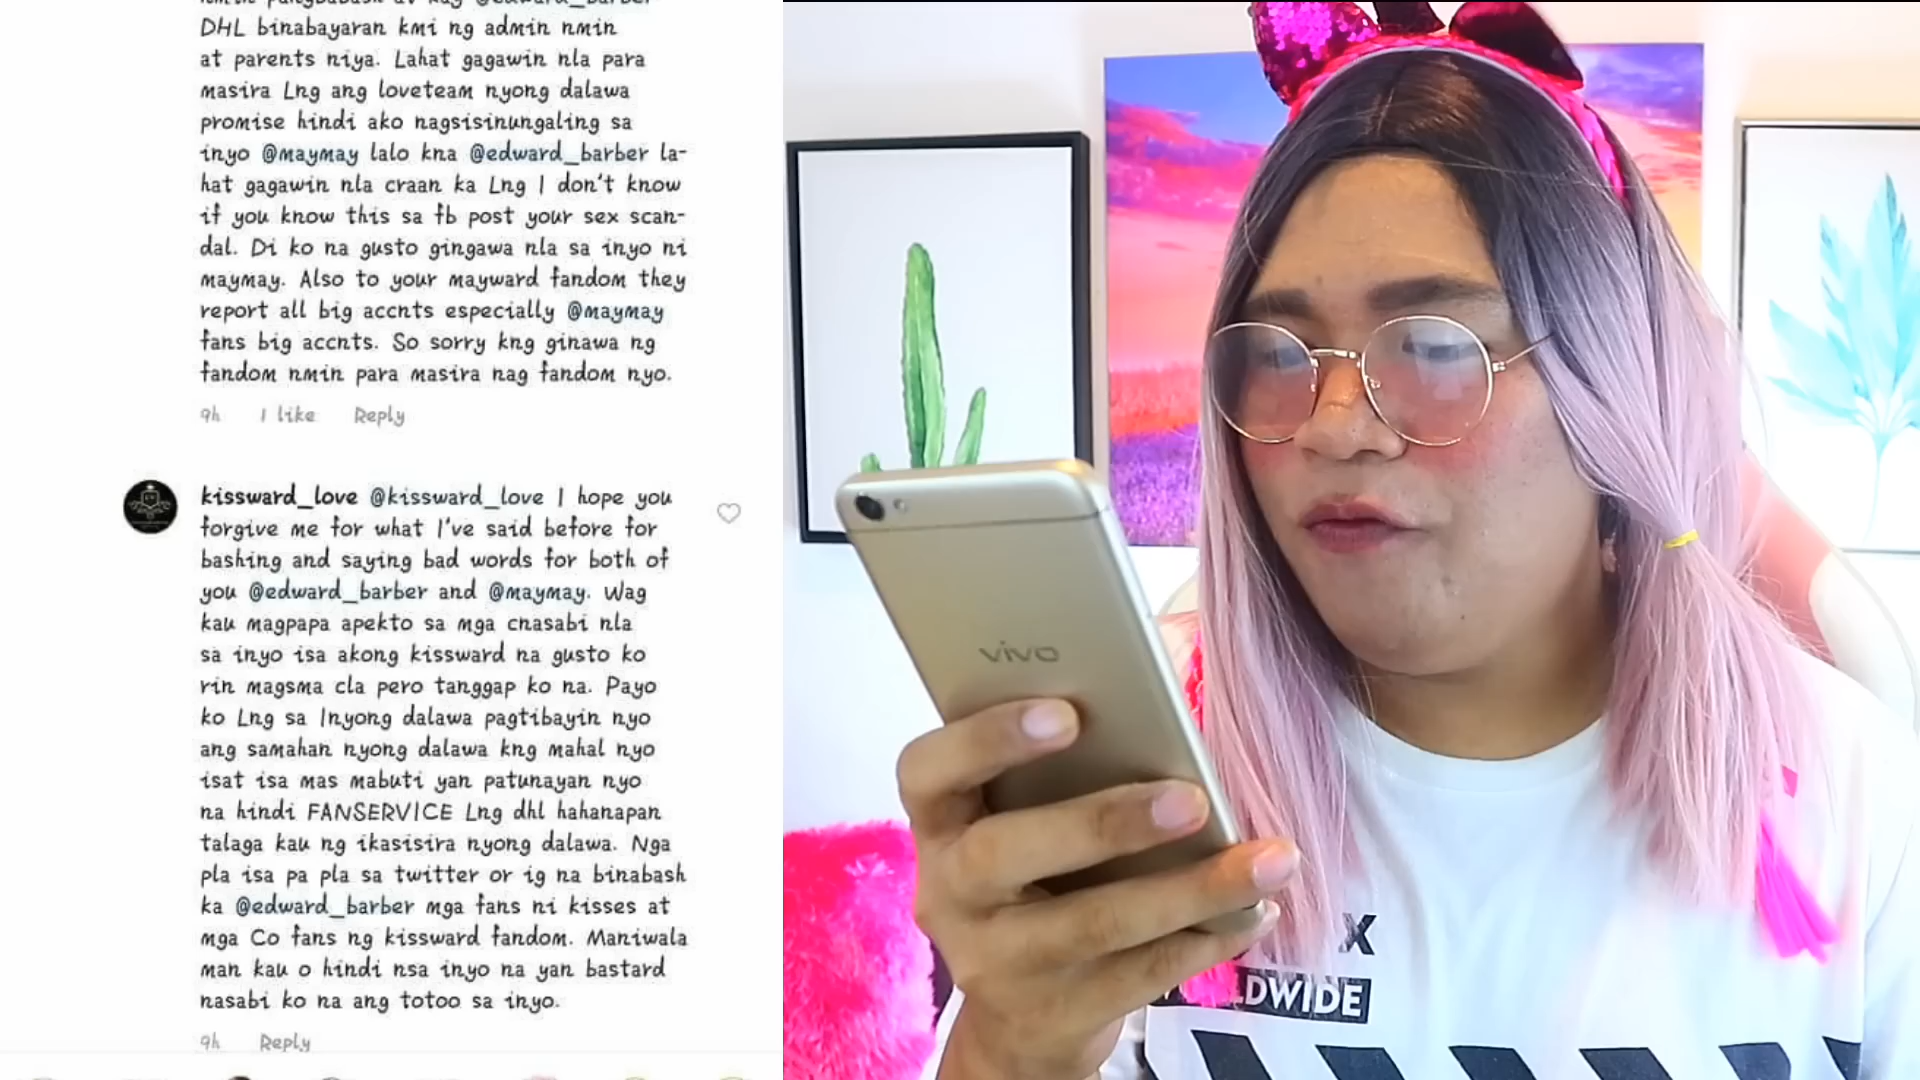 DHL binabayaran kmi ng admin nmin
at parents niya. Lahat gagawin nla para
masira Lng ang loveteam nyong dalawa
promise hindi ako nagsisinungaling sa
inyo @maymay lalo kna @edward_barber la-
hat gagawin nla craan ka Lng I don't know
if you know this sa fb post your sex scan-
dal. Di ko na gusto gingawa nla sa inyo ni
maymay. Also to your mayward fandom they
report all big accnts especially @maymay
fans big accnts. So sorry kng ginawa ng
fandom nmin para masira nag fandom nyo.
9h 1 like Reply
kissward_love @kissward_love I hope you
forgive me for what I've said before for
bashing and saying bad words for both of
you @edward_barber and @maymay. Wag
kau magpapa apekto sa mga cnasabi nla
sa inyo isa akong kissward na gusto ko
rin magsma cla pero tanggap ko na. Payo
ko Lng sa Inyong dalawa pagtibayin nyo
ang samahan nyong dalawa kng mahal nyo
isat isa mas mabuti yan patunayan nyo
na hindi FANSERVICE Lng dhl hahanapan
talaga kau ng ikasisira nyong dalawa. Nga
pla isa pa pla sa twitter or ig na binabash
ka @edward_barber mga fans ni kisses at
mga Co fans ng kissward fandom. Maniwala
man kau o hindi nsa inyo na yan bastard
nasabi ko na ang totoo sa inyo.
9h Reply
vivo